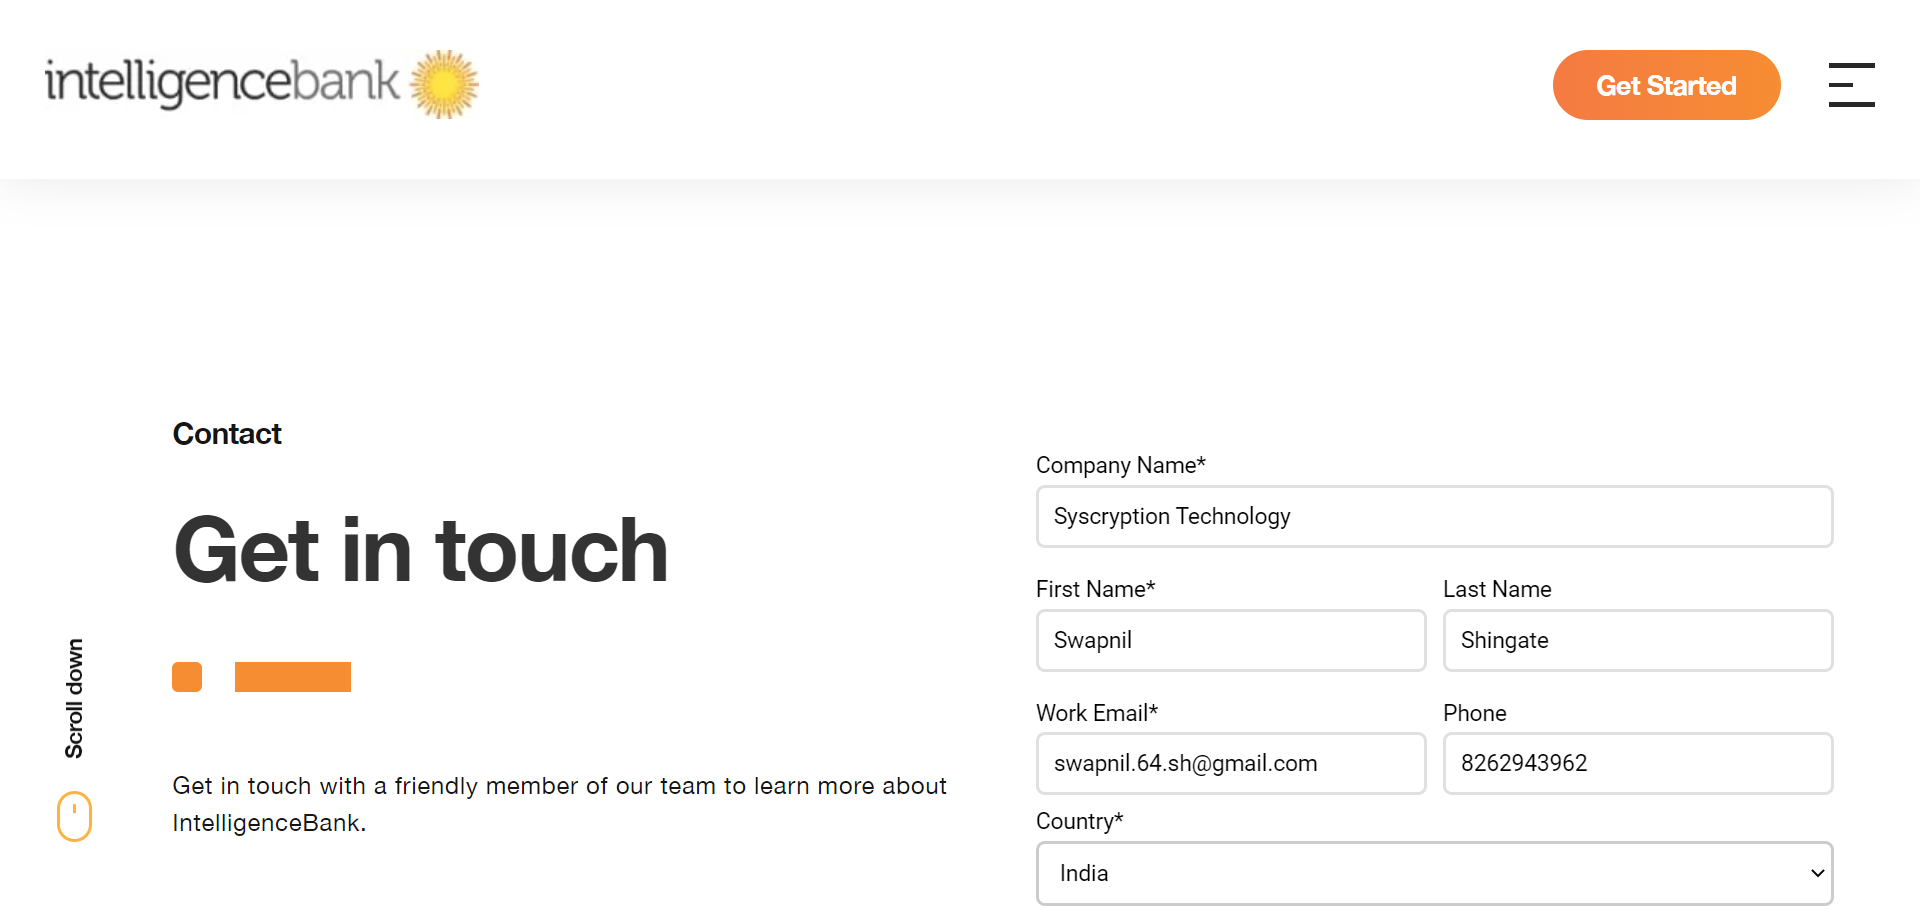 intelligencebank
Get Started
Contact
Get in touch
Scroll down
Get in touch with a friendly member of our team to learn more about
IntelligenceBank.
Company Name*
Syscryption Technology
First Name*
Last Name
Swapnil
Shingate
Work Email*
Phone
swapnil.64.sh@gmail.com
8262943962
Country*
India